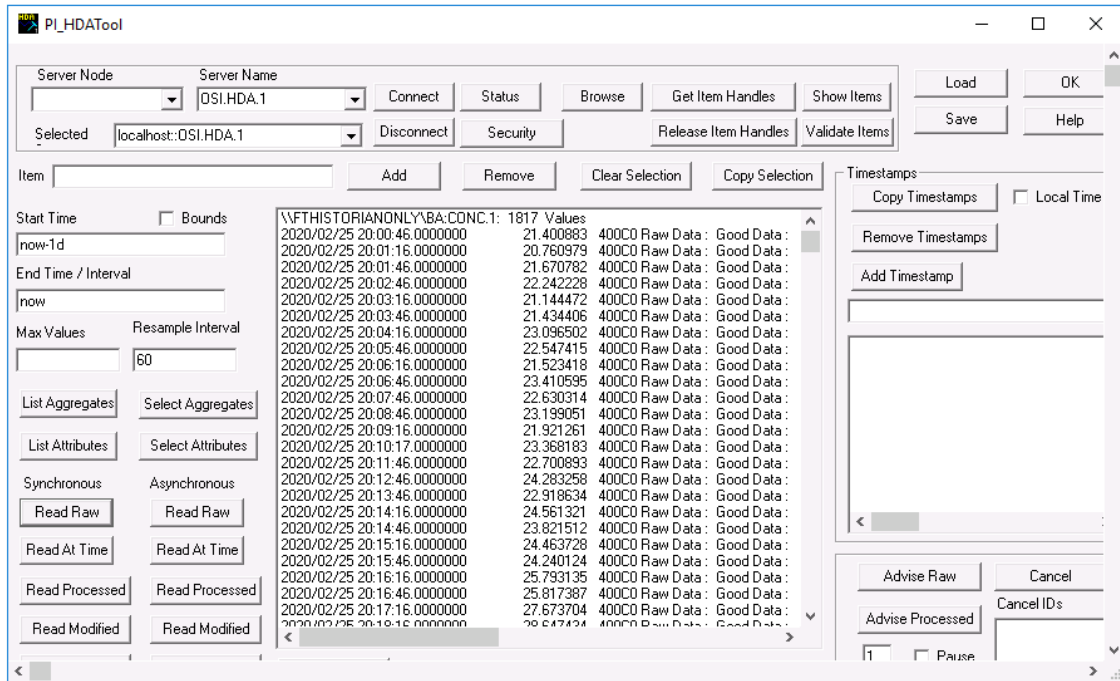 PI_HDATool
Server Node
Server Name
OSI.HDA.1
Connect
Status
Browse
Get Item Handles
Show Items
Load
OK
Selected
localhost::OSI.HDA.1
Disconnect
Security
Release Item Handles
Validate Items
Save
Help
Item
Add
Remove
Clear Selection
Copy Selection
Start Time
Bounds
now-1d
End Time / Interval
now
Max Values
Resample Interval
60
List Aggregates
Select Aggregates
List Attributes
Select Attributes
Synchronous
Asynchronous
Read Raw
Read Raw
Read At Time
Read At Time
Read Processed
Read Processed
Read Modified
Read Modified
\\FTHISTORIANONLY\BA:CONC.1: 1817 Values
2020/02/25 20:00:46.0000000 21.400883 400C0 Raw Data : Good Data :
2020/02/25 20:01:16.0000000 20.760979 400C0 Raw Data : Good Data :
2020/02/25 20:01:46.0000000 21.670782 400C0 Raw Data : Good Data :
2020/02/25 20:02:46.0000000 22.242228 400C0 Raw Data : Good Data :
2020/02/25 20:03:16.0000000 21.144472 400C0 Raw Data : Good Data :
2020/02/25 20:03:46.0000000 21.434406 400C0 Raw Data : Good Data :
2020/02/25 20:04:16.0000000 23.096502 400C0 Raw Data : Good Data :
2020/02/25 20:05:46.0000000 22.547415 400C0 Raw Data : Good Data :
2020/02/25 20:06:16.0000000 21.523418 400C0 Raw Data : Good Data :
2020/02/25 20:06:46.0000000 23.410595 400C0 Raw Data : Good Data :
2020/02/25 20:07:46.0000000 22.630314 400C0 Raw Data : Good Data :
2020/02/25 20:08:46.0000000 23.199051 400C0 Raw Data : Good Data :
2020/02/25 20:09:16.0000000 21.921261 400C0 Raw Data : Good Data :
2020/02/25 20:10:17.0000000 23.368183 400C0 Raw Data : Good Data :
2020/02/25 20:11:46.0000000 22.700893 400C0 Raw Data : Good Data :
2020/02/25 20:12:46.0000000 24.283258 400C0 Raw Data : Good Data :
2020/02/25 20:13:46.0000000 22.918634 400C0 Raw Data : Good Data :
2020/02/25 20:14:16.0000000 24.561321 400C0 Raw Data : Good Data :
2020/02/25 20:14:46.0000000 23.821512 400C0 Raw Data : Good Data :
2020/02/25 20:15:16.0000000 24.463728 400C0 Raw Data : Good Data :
2020/02/25 20:15:46.0000000 24.240124 400C0 Raw Data : Good Data :
2020/02/25 20:16:16.0000000 25.793135 400C0 Raw Data : Good Data :
2020/02/25 20:16:46.0000000 25.817387 400C0 Raw Data : Good Data :
2020/02/25 20:17:16.0000000 27.673704 400C0 Raw Data : Good Data :
2020/02/25 20:18:16.0000000 28.647434 400C0 Raw Data : Good Data :
Timestamps
Copy Timestamps
Local Time
Remove Timestamps
Add Timestamp
Advise Raw
Cancel
Cancel IDs
Advise Processed
1
Pause